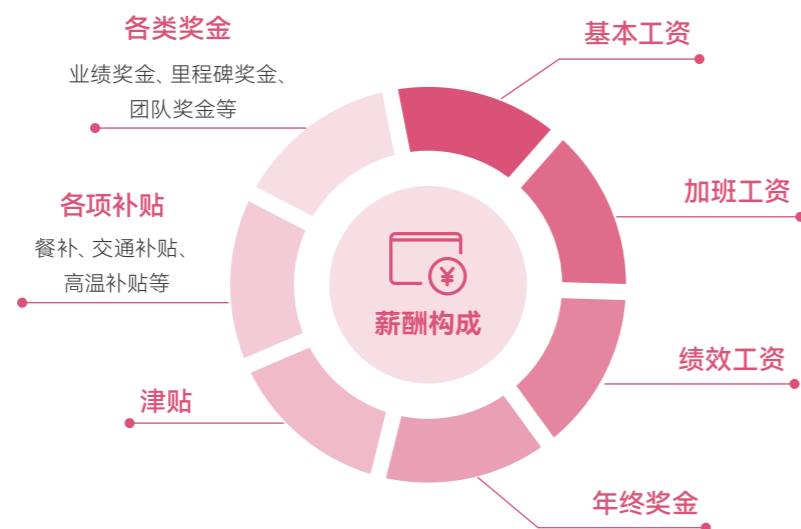 各类奖金
业绩奖金、里程碑奖金、
团队奖金等
基本工资
加班工资
各项补贴
餐补、交通补贴、
高温补贴等
¥
薪酬构成
绩效工资
津贴
年终奖金